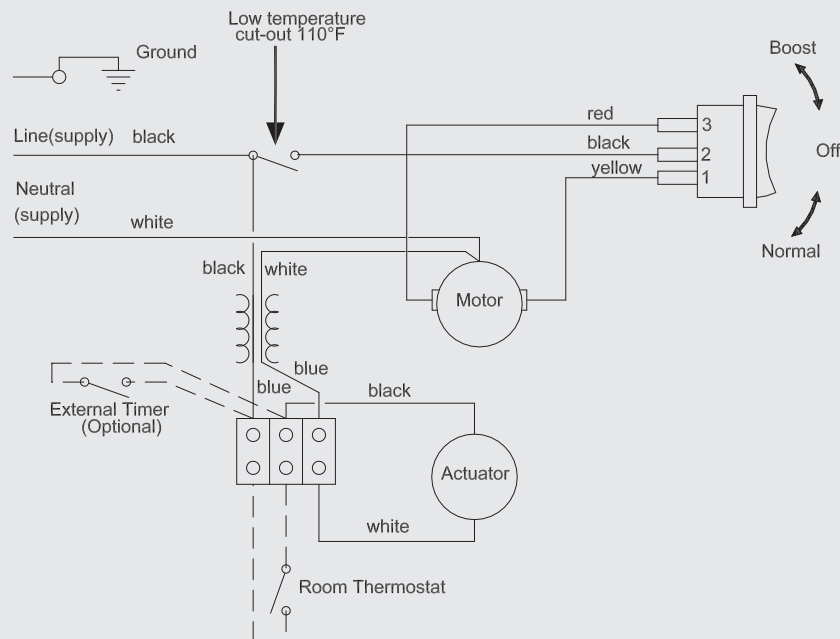 Low temperature
cut-out 110°F
Ground
Boost
Line(supply) black
red
3
black
2
Off
yellow
1
Neutral
(supply)
white
Normal
black white
Motor
blue
blue
black
External Timer
(Optional)
Actuator
white
Room Thermostat